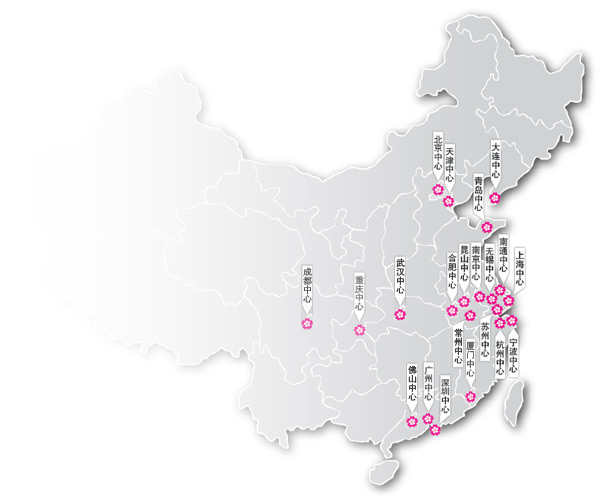 北京中心
天津中心
大连中心
青岛中心
合肥中心
昆山中心
南京中心
无锡中心
南通中心
上海中心
成都中心
重庆中心
武汉中心
常州中心
厦门中心
苏州中心
杭州中心
宁波中心
佛山中心
广州中心
深圳中心